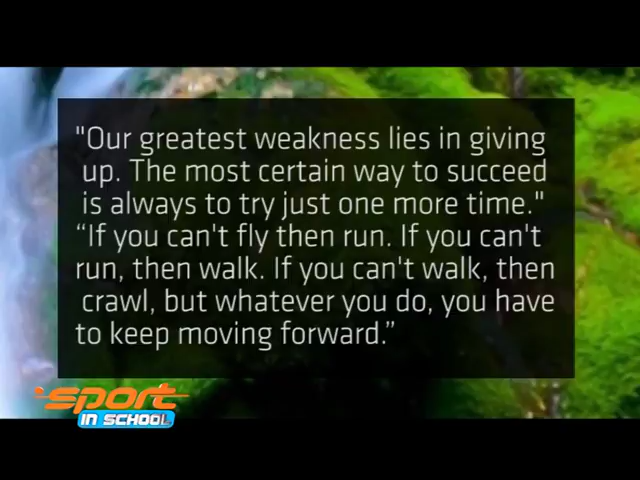 "Our greatest weakness lies in giving
up. The most certain way to succeed
is always to try just one more time."
“If you can't fly then run. If you can't
run, then walk. If you can't walk, then
crawl, but whatever you do, you have
to keep moving forward.”
sport
IN SCHOOL